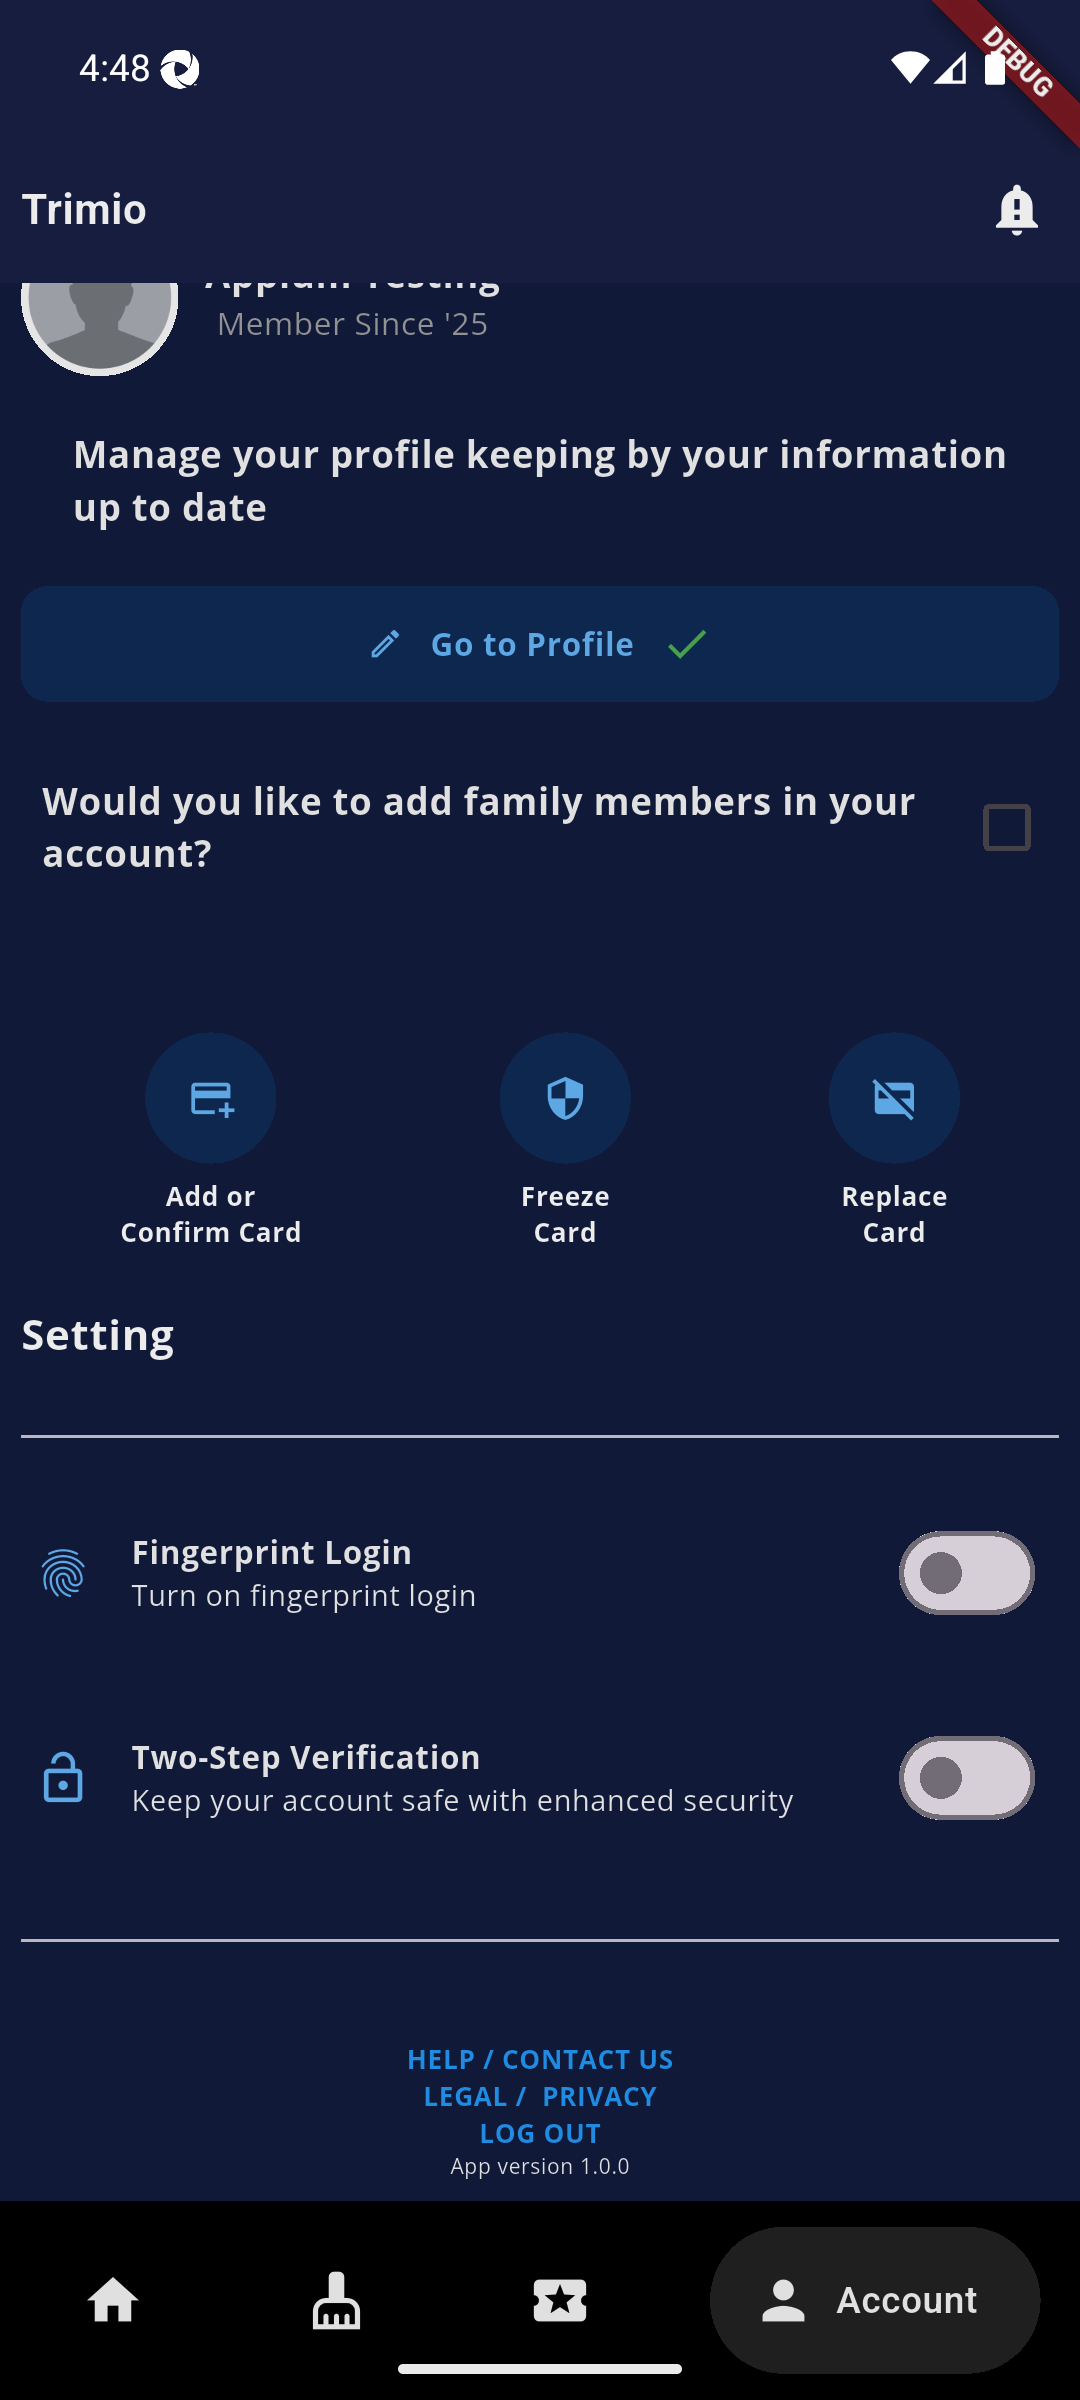 4:48
DEBUG
Trimio
Appium Testing
Member Since '25
Manage your profile keeping by your information
up to date
Go to Profile
Would you like to add family members in your
account?
Add or
Confirm Card
Freeze
Card
Replace
Card
Setting
Fingerprint Login
Turn on fingerprint login
Two-Step Verification
Keep your account safe with enhanced security
HELP / CONTACT US
LEGAL /  PRIVACY
LOG OUT
App version 1.0.0
Account